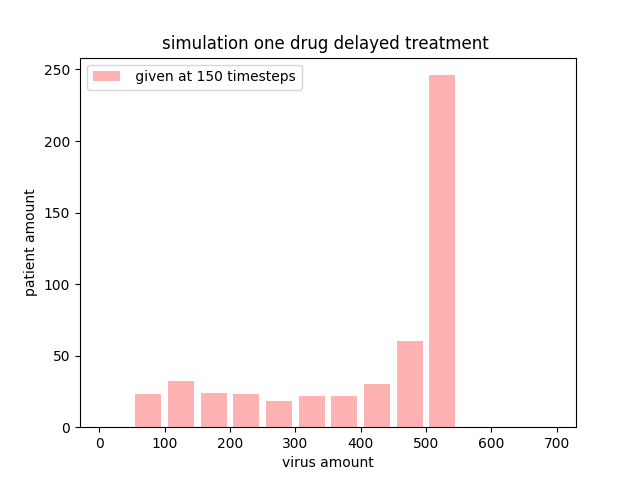 simulation one drug delayed treatment
given at 150 timesteps
250
200
150
100
50
0
patient amount
0 100 200 300 400 500 600 700
virus amount